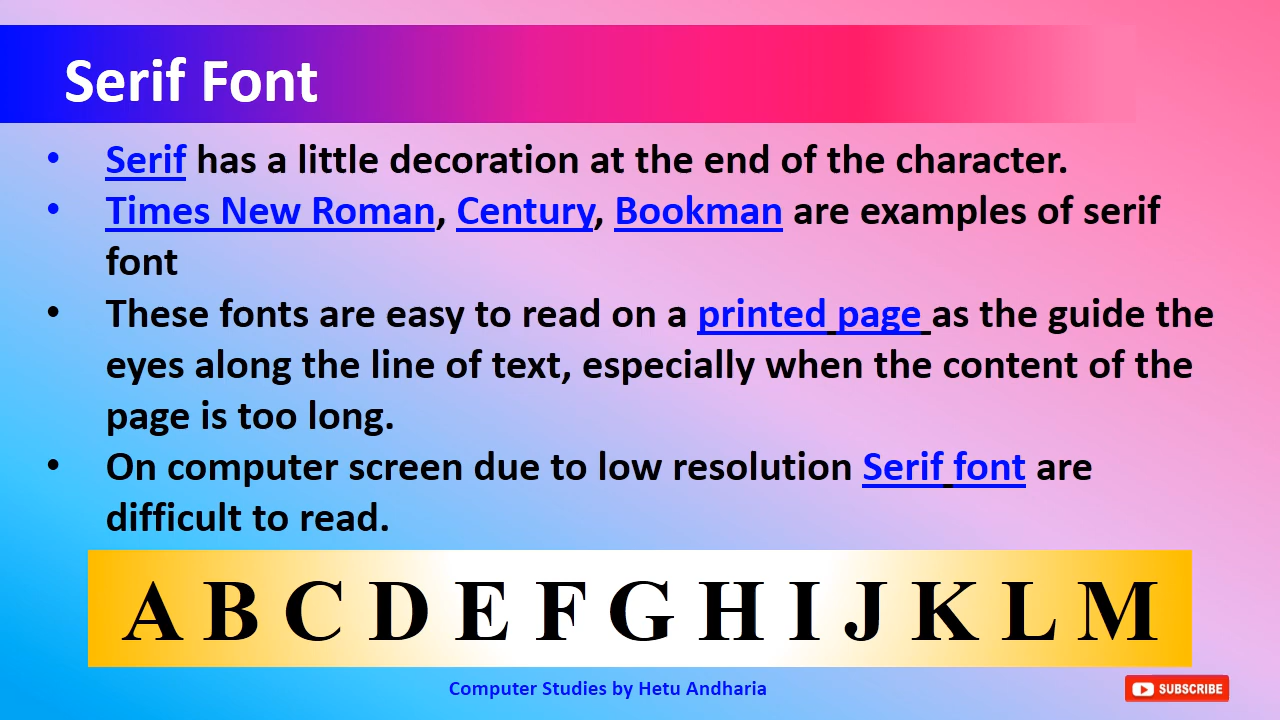 Serif Font
• Serif has a little decoration at the end of the character.
• Times New Roman, Century, Bookman are examples of serif
font
• These fonts are easy to read on a printed page as the guide the
eyes along the line of text, especially when the content of the
page is too long.
• On computer screen due to low resolution Serif font are
difficult to read.
A B C D E F G H I J K L M
Computer Studies by Hetu Andharia
SUBSCRIBE